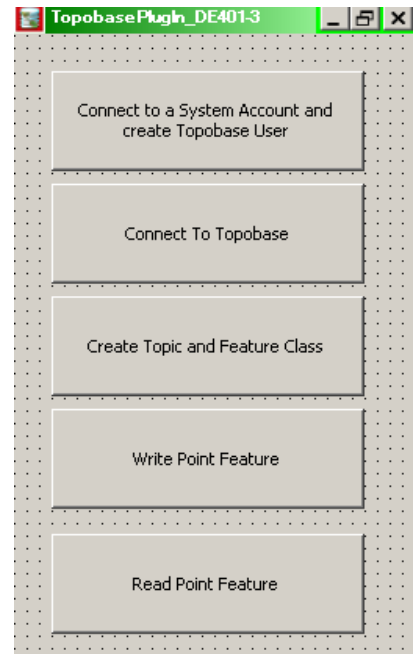 TopobasePlugIn_DE401-3
Connect to a System Account and
create Topobase User
Connect To Topobase
Create Topic and Feature Class
Write Point Feature
Read Point Feature